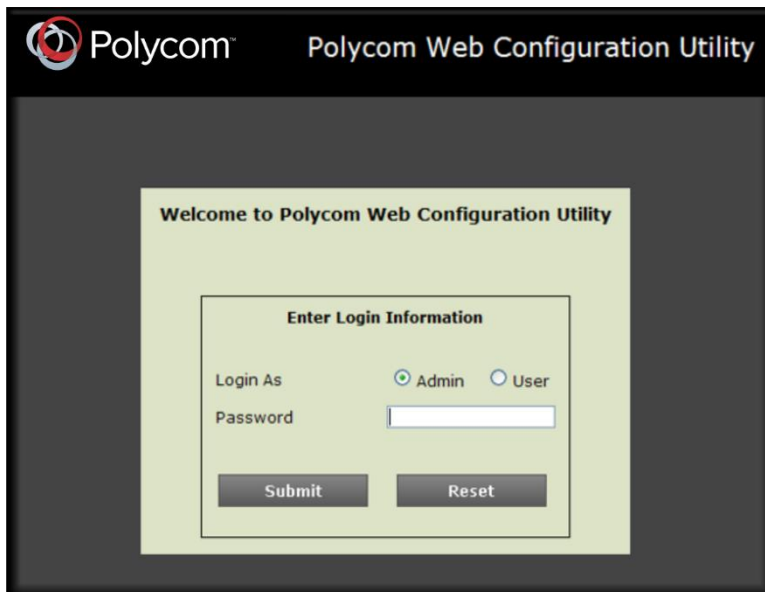 Polycom™ Polycom Web Configuration Utility
Welcome to Polycom Web Configuration Utility
Enter Login Information
Login As Admin User
Password
Submit Reset